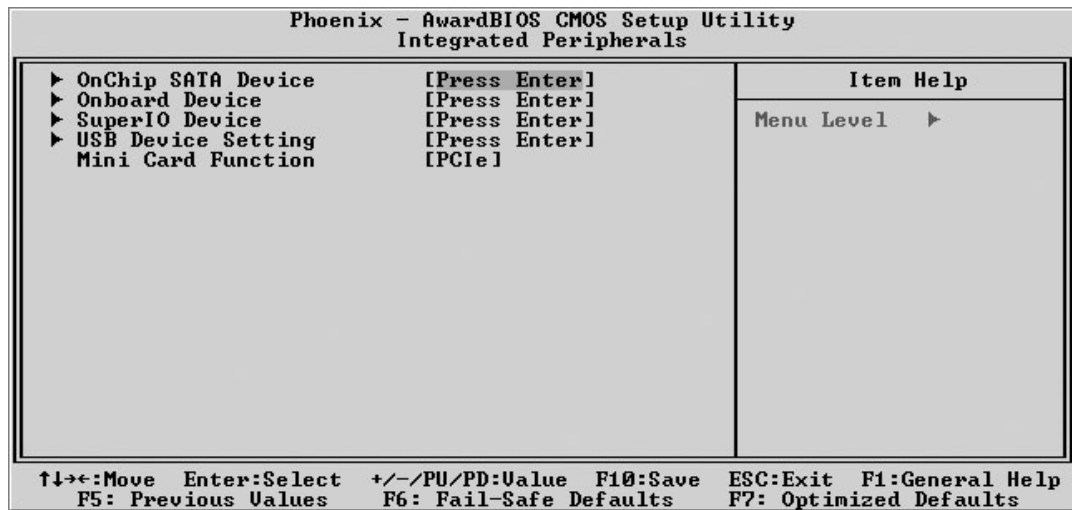 Phoenix - AwardBIOS CMOS Setup Utility
Integrated Peripherals
► OnChip SATA Device [Press Enter]
► Onboard Device [Press Enter]
► SuperIO Device [Press Enter]
► USB Device Setting [Press Enter]
Mini Card Function [PCIe]
Item Help
Menu Level ►
↑↓→←:Move Enter:Select +/-/PU/PD:Value F10:Save ESC:Exit F1:General Help
F5: Previous Values F6: Fail-Safe Defaults F7: Optimized Defaults